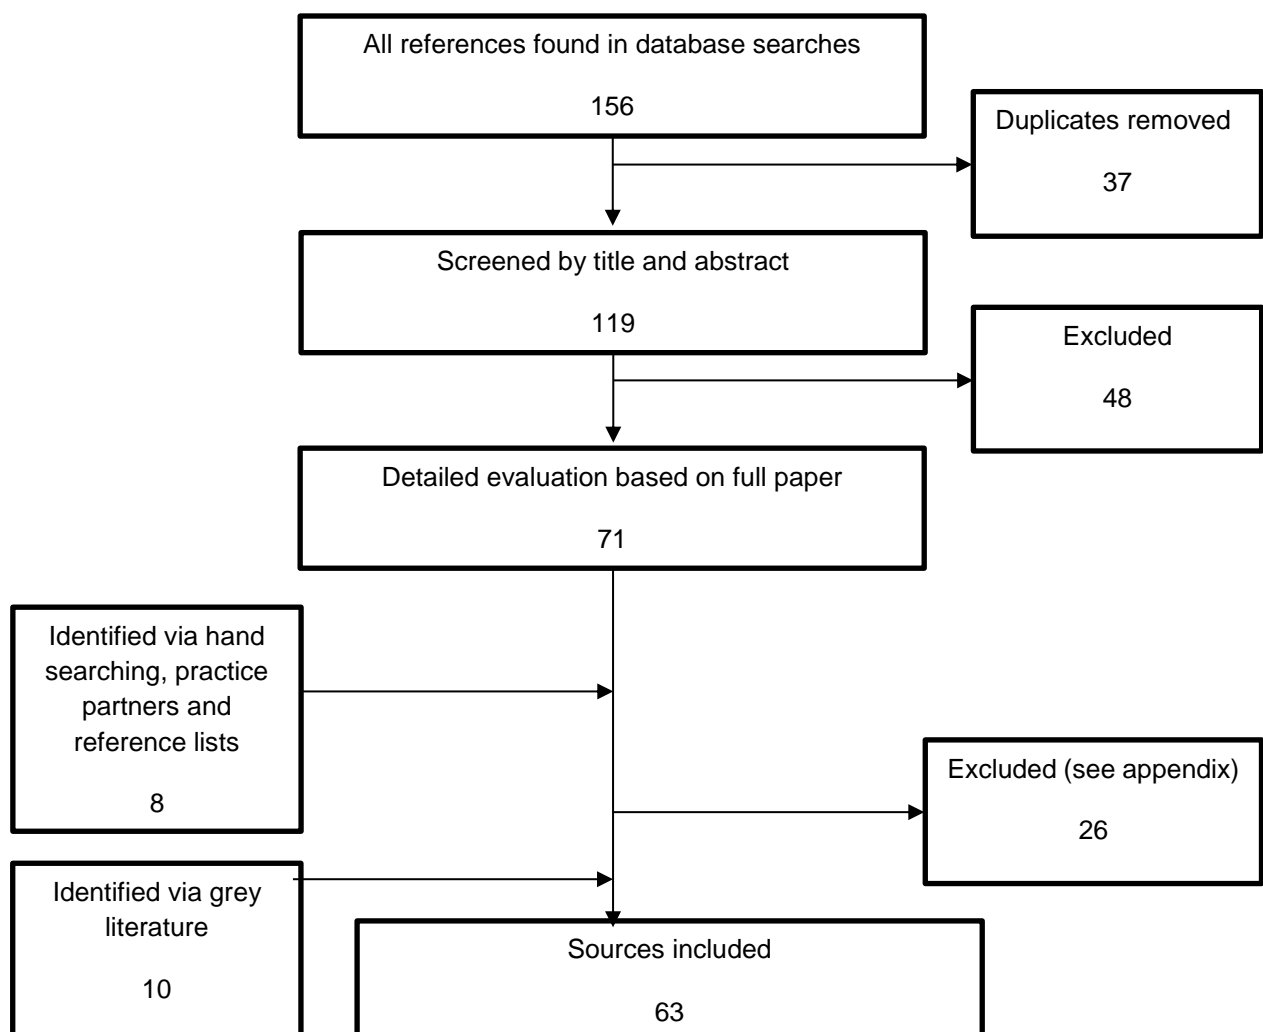 All references found in database searches
156
Duplicates removed
37
Screened by title and abstract
119
Excluded
48
Detailed evaluation based on full paper
71
Identified via hand
searching, practice
partners and
reference lists
8
Excluded (see appendix)
26
Identified via grey
literature
10
Sources included
63